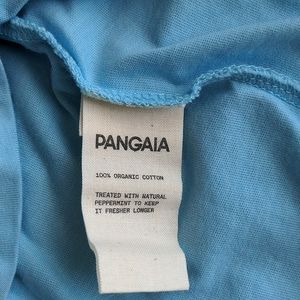 PANGAIA
100% ORGANIC COTTON
TREATED WITH NATURAL
PEPPERMINT TO KEEP
IT FRESHER LONGER